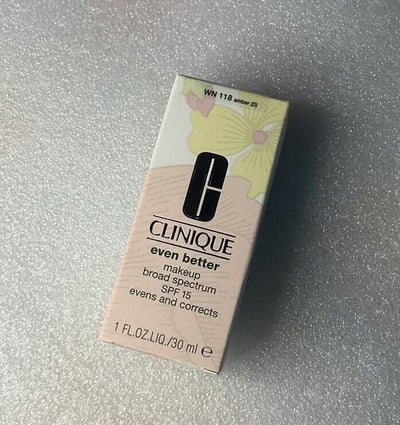 WN 118 amber (D)
CLINIQUE
even better
makeup
broad spectrum
SPF 15
evens and corrects
1 FL.OZ.LIQ./30 ml ℮